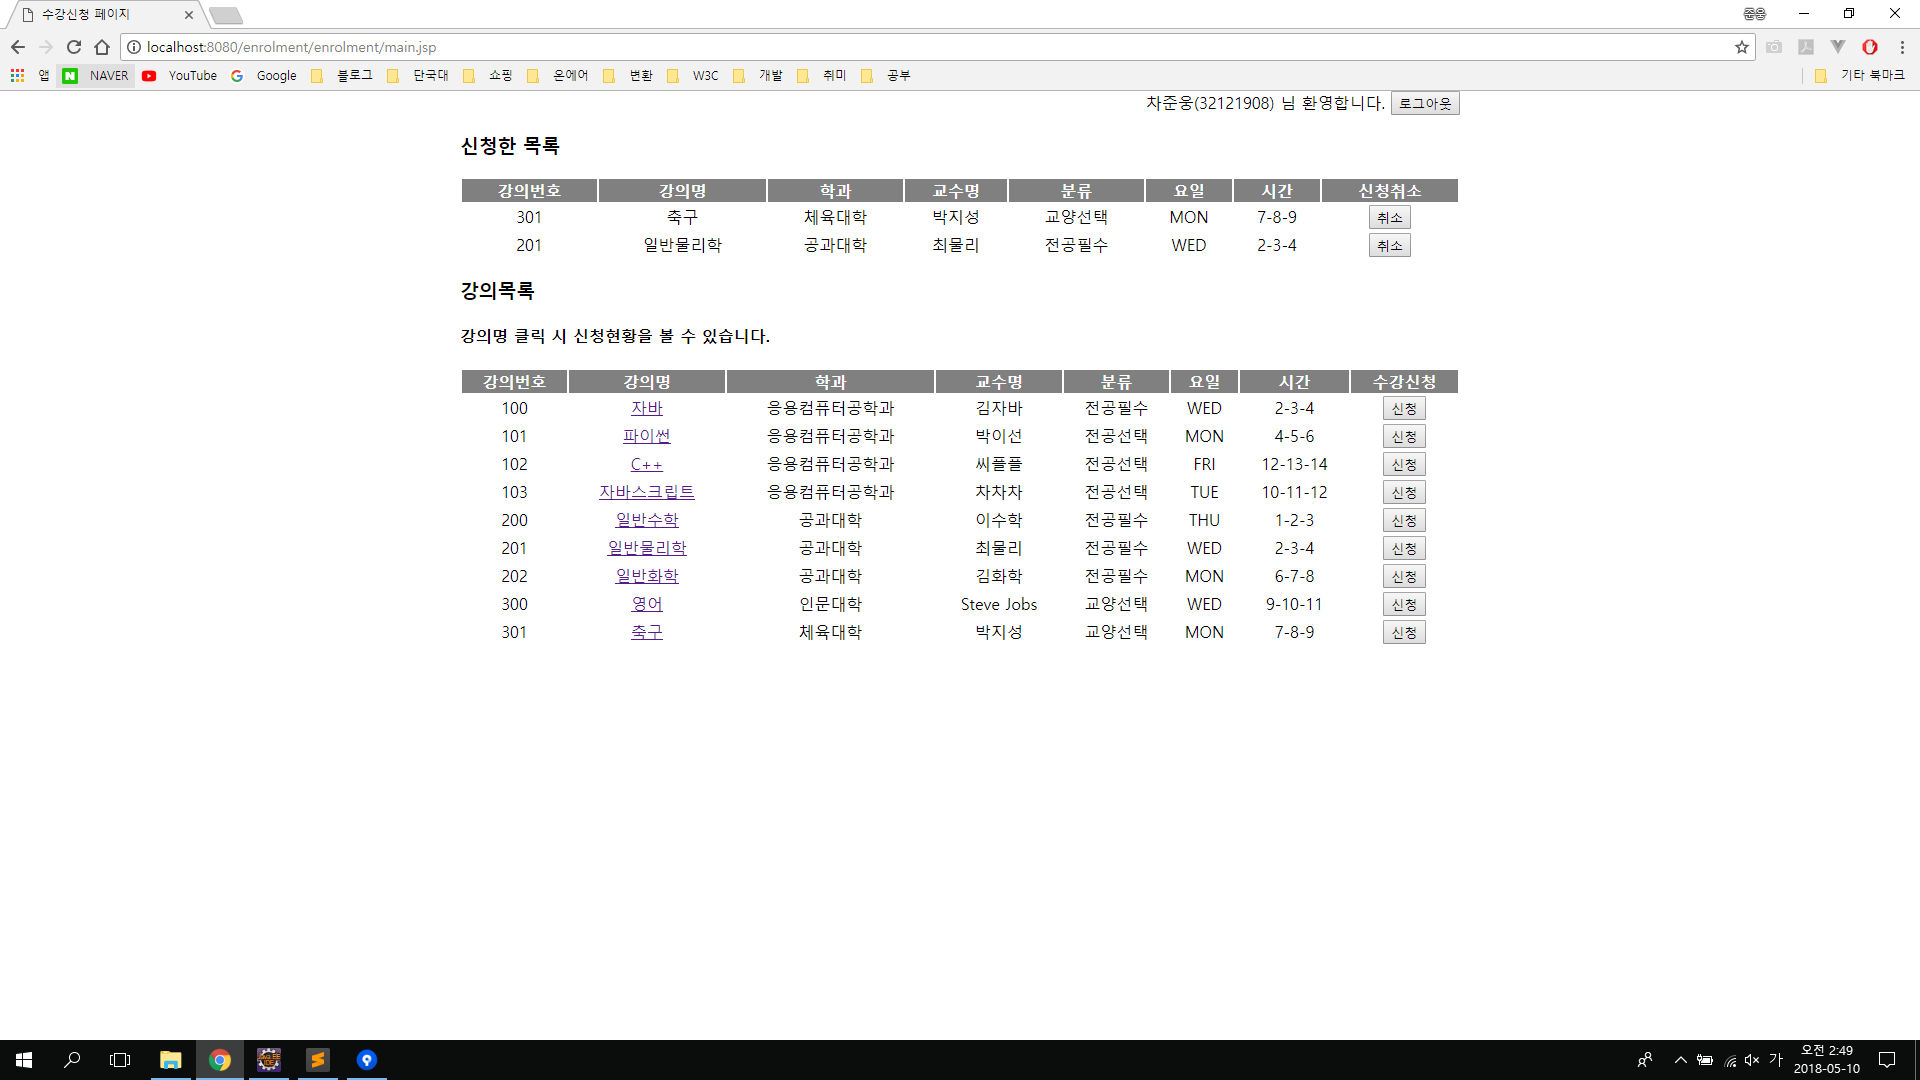 수강신청 페이지
준웅
localhost:8080/enrolment/enrolment/main.jsp
앱 NAVER YouTube Google 블로그 단국대 쇼핑 온에어 변환 W3C 개발 취미 공부 기타 북마크
차준웅(32121908) 님 환영합니다. 로그아웃
신청한 목록
강의번호 강의명 학과 교수명 분류 요일 시간 신청취소
301 축구 체육대학 박지성 교양선택 MON 7-8-9 취소
201 일반물리학 공과대학 최물리 전공필수 WED 2-3-4 취소
강의목록
강의명 클릭 시 신청현황을 볼 수 있습니다.
강의번호 강의명 학과 교수명 분류 요일 시간 수강신청
100 자바 응용컴퓨터공학과 김자바 전공필수 WED 2-3-4 신청
101 파이썬 응용컴퓨터공학과 박이선 전공선택 MON 4-5-6 신청
102 C++ 응용컴퓨터공학과 씨플플 전공선택 FRI 12-13-14 신청
103 자바스크립트 응용컴퓨터공학과 차차차 전공선택 TUE 10-11-12 신청
200 일반수학 공과대학 이수학 전공필수 THU 1-2-3 신청
201 일반물리학 공과대학 최물리 전공필수 WED 2-3-4 신청
202 일반화학 공과대학 김화학 전공필수 MON 6-7-8 신청
300 영어 인문대학 Steve Jobs 교양선택 WED 9-10-11 신청
301 축구 체육대학 박지성 교양선택 MON 7-8-9 신청
가 오전 2:49
2018-05-10